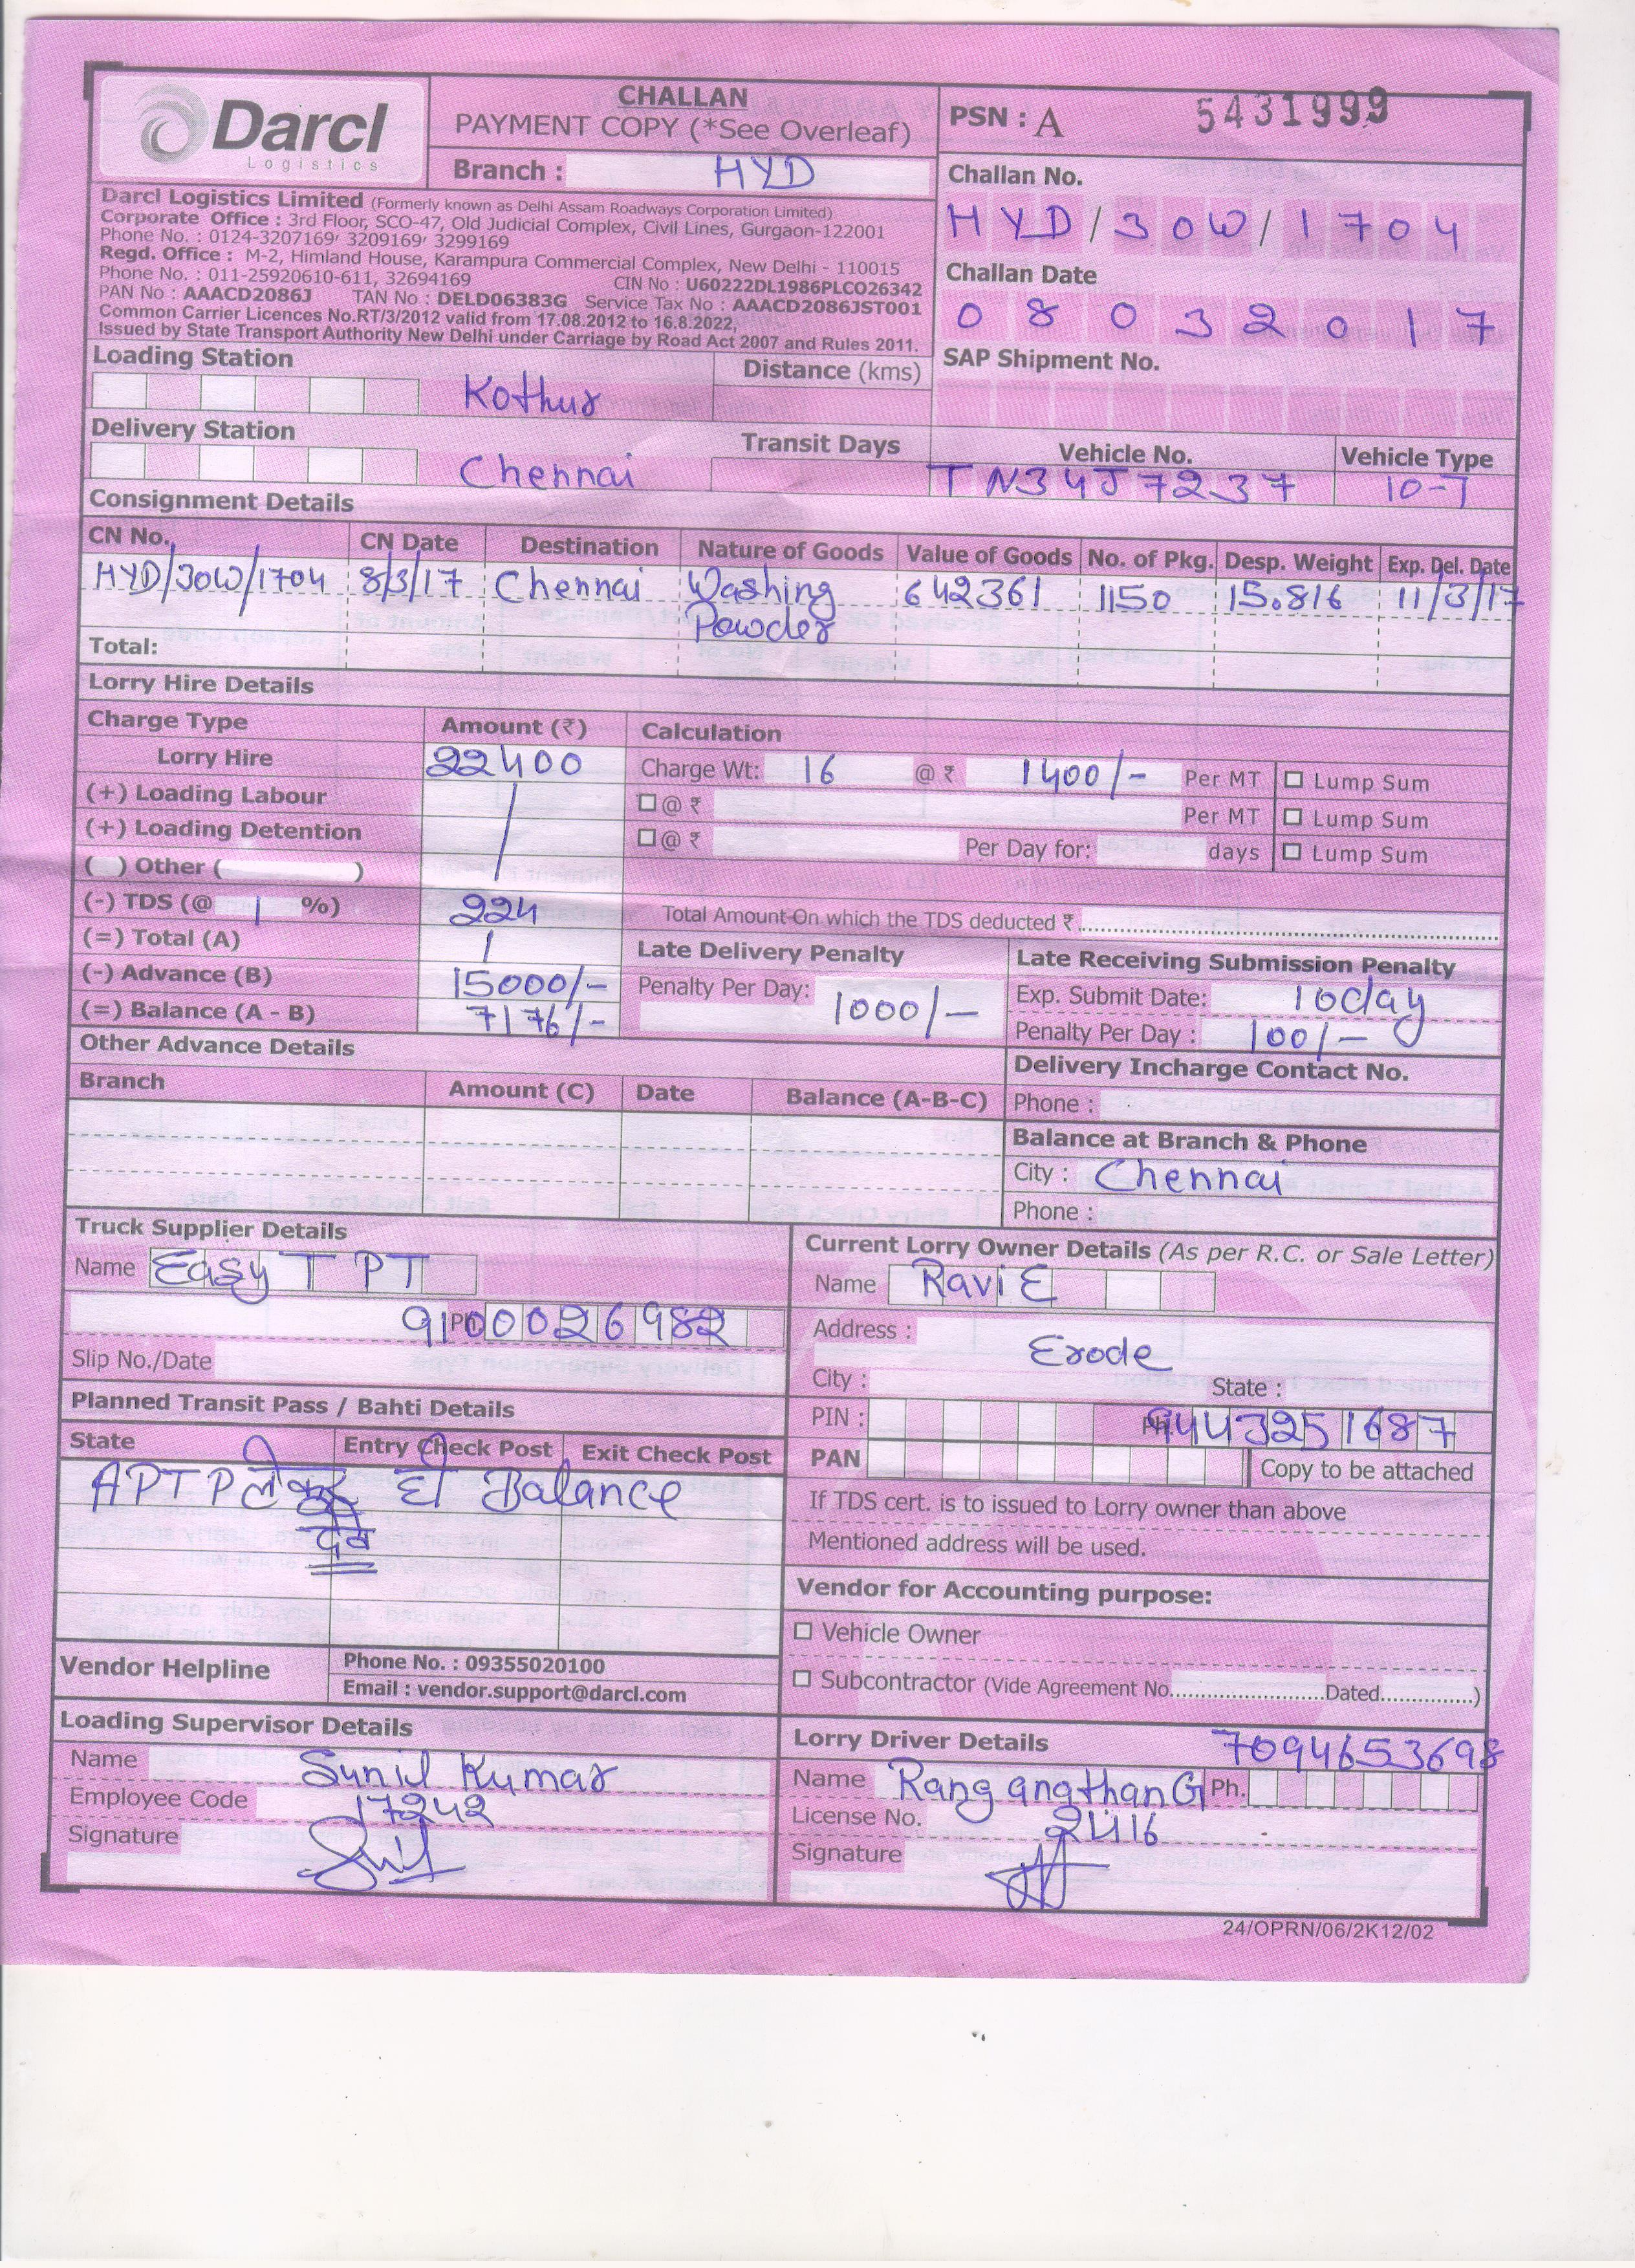 Darcl
Logistics
CHALLAN
PAYMENT COPY (*See Overleaf)
Branch : HYD
PSN : A 5431999
Challan No.
HYD/30W/1704
Challan Date
08032017
SAP Shipment No.
Darcl Logistics Limited (Formerly known as Delhi Assam Roadways Corporation Limited)
Corporate Office : 3rd Floor, SCO-47, Old Judicial Complex, Civil Lines, Gurgaon-122001
Phone No. : 0124-3207169, 3209169, 3299169
Regd. Office : M-2, Himland House, Karampura Commercial Complex, New Delhi - 110015
Phone No. : 011-25920610-611, 32694169 CIN No : U60222DL1986PLCO26342
PAN No : AAACD2086J TAN No : DELD06383G Service Tax No : AAACD2086JST001
Common Carrier Licences No.RT/3/2012 valid from 17.08.2012 to 16.8.2022,
Issued by State Transport Authority New Delhi under Carriage by Road Act 2007 and Rules 2011.
Loading Station Kothur
Distance (kms)
Delivery Station Chennai
Transit Days
Vehicle No. TN34J7237
Vehicle Type 10-T
Consignment Details
CN No. CN Date Destination Nature of Goods Value of Goods No. of Pkg. Desp. Weight Exp. Del. Date
HYD/30W/1704 8/3/17 Chennai Washing 642361 1150 15.816 11/3/17
Powder
Total:
Lorry Hire Details
Charge Type Amount (₹) Calculation
Lorry Hire 22400 Charge Wt: 16 @ ₹ 1400/- Per MT Lump Sum
(+) Loading Labour @ ₹ Per MT Lump Sum
(+) Loading Detention @ ₹ Per Day for: days Lump Sum
( ) Other ( )
(-) TDS (@ 1 %) 224 Total Amount On which the TDS deducted ₹
(=) Total (A)
(-) Advance (B) 15000/-
(=) Balance (A - B) 7176/-
Late Delivery Penalty
Penalty Per Day: 1000/-
Late Receiving Submission Penalty
Exp. Submit Date: 10day
Penalty Per Day : 100/-
Other Advance Details
Branch Amount (C) Date Balance (A-B-C)
Delivery Incharge Contact No.
Phone :
Balance at Branch & Phone
City : Chennai
Phone :
Truck Supplier Details
Name Easy TPT
Ph. 9100026982
Slip No./Date
Current Lorry Owner Details (As per R.C. or Sale Letter)
Name Ravi E
Address : Erode
City : State :
PIN : Ph. 9443251687
PAN Copy to be attached
If TDS cert. is to issued to Lorry owner than above
Mentioned address will be used.
Planned Transit Pass / Bahti Details
State Entry Check Post Exit Check Post
APTP लेकर ही Balance
देवे
Vendor for Accounting purpose:
Vehicle Owner
Subcontractor (Vide Agreement No.........................Dated...............)
Vendor Helpline
Phone No. : 09355020100
Email : vendor.support@darcl.com
Loading Supervisor Details
Name Sunil Kumar
Employee Code 17242
Signature
Lorry Driver Details 7094653698
Name Ranganathan G Ph.
License No. 2416
Signature
24/OPRN/06/2K12/02